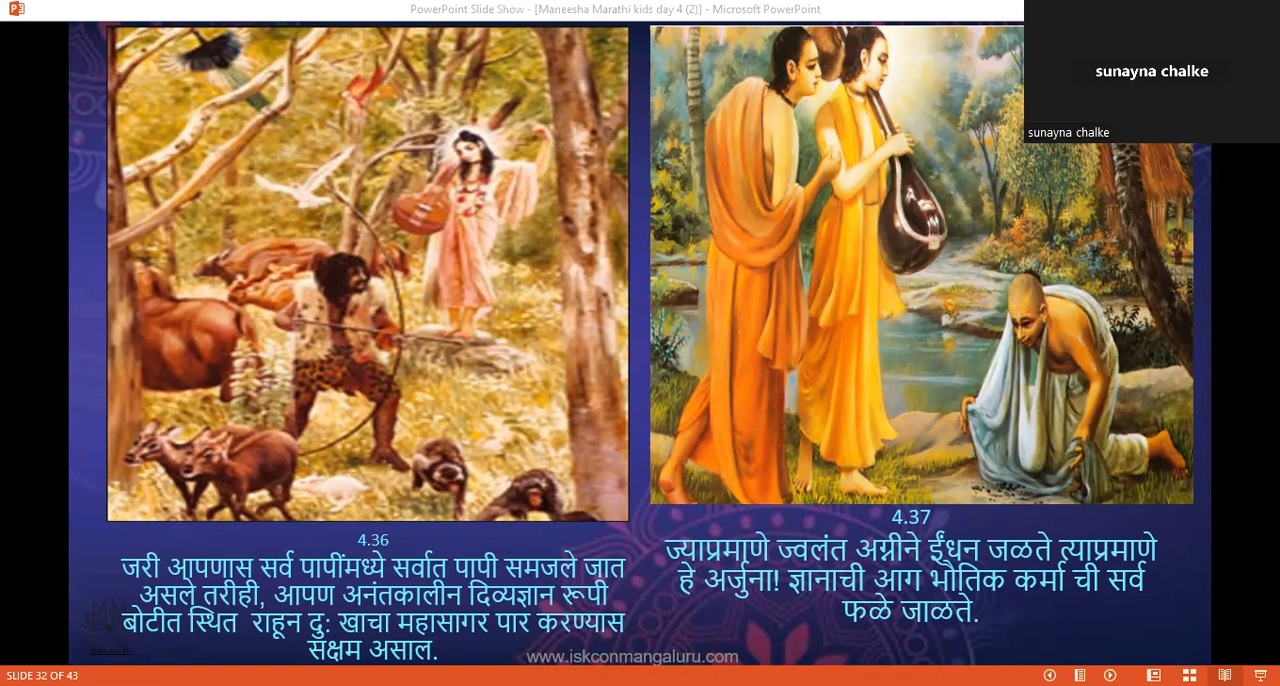 PowerPoint Slide Show - [Maneesha Marathi kids day 4 (2)] - Microsoft PowerPoint
sunayna chalke
sunayna chalke
4.36
जरी आपणास सर्व पापींमध्ये सर्वात पापी समजले जात
असले तरीही, आपण अनंतकालीन दिव्यज्ञान रूपी
बोटीत स्थित राहून दु: खाचा महासागर पार करण्यास
सक्षम असाल.
4.37
ज्याप्रमाणे ज्वलंत अग्नीने ईंधन जळते त्याप्रमाणे
हे अर्जुना! ज्ञानाची आग भौतिक कर्मा ची सर्व
फळे जाळते.
www.iskconmangaluru.com
SLIDE 32 OF 43